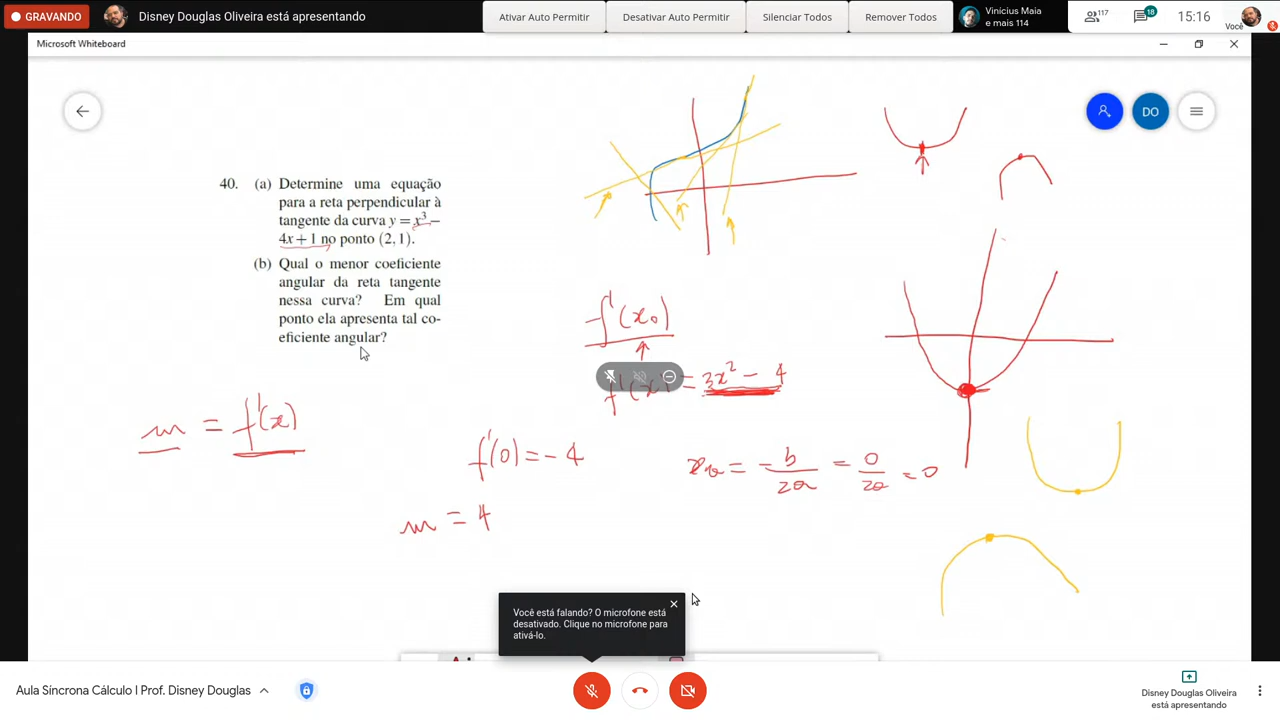 GRAVANDO
Disney Douglas Oliveira está apresentando
Ativar Auto Permitir
Desativar Auto Permitir
Silenciar Todos
Remover Todos
Vinícius Maia
e mais 114
117
18
15:16
Você
Microsoft Whiteboard
DO
40. (a) Determine uma equação
para a reta perpendicular à
tangente da curva y = x³ −
4x + 1 no ponto (2, 1).
(b) Qual o menor coeficiente
angular da reta tangente
nessa curva? Em qual
ponto ela apresenta tal co-
eficiente angular?
f'(x₀)
f'(x) = 3x² − 4
m = f'(x)
f'(0) = − 4
xv = − b/2a = 0/2a = 0
m = 4
Você está falando? O microfone está
desativado. Clique no microfone para
ativá-lo.
Aula Síncrona Cálculo I Prof. Disney Douglas
Disney Douglas Oliveira
está apresentando